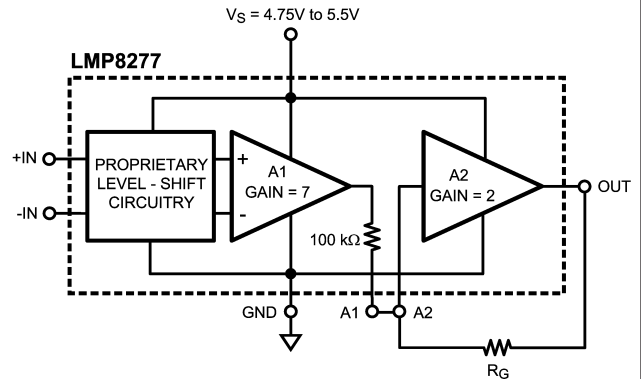 V_S = 4.75V to 5.5V
LMP8277
+IN
-IN
PROPRIETARY
LEVEL - SHIFT
CIRCUITRY
+
-
A1
GAIN = 7
100 kΩ
A2
GAIN = 2
OUT
GND
A1
A2
R_G